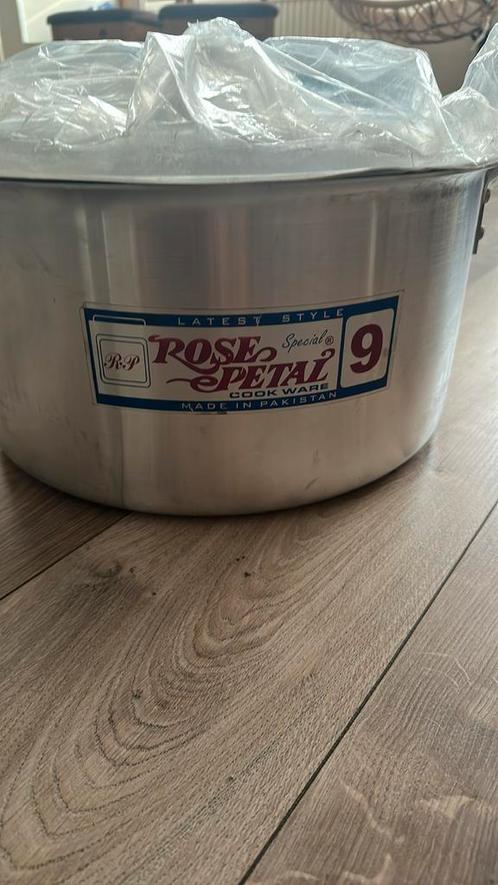 LATEST STYLE
R.P
ROSE Special ®
PETAL
COOK WARE
9
MADE IN PAKISTAN